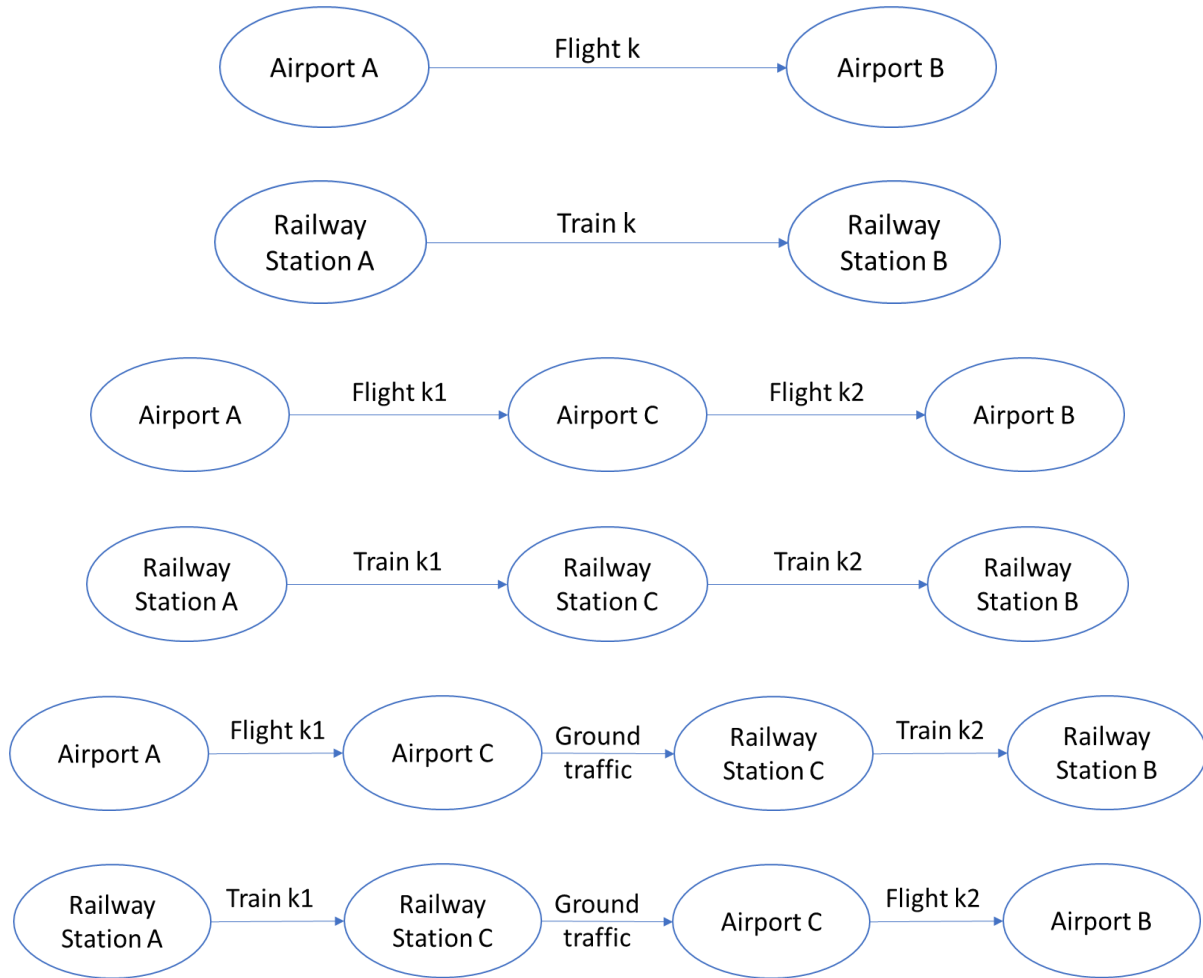 Airport A
Flight k
Airport B
Railway
Station A
Train k
Railway
Station B
Airport A
Flight k1
Airport C
Flight k2
Airport B
Railway
Station A
Train k1
Railway
Station C
Train k2
Railway
Station B
Airport A
Flight k1
Airport C
Ground
traffic
Railway
Station C
Train k2
Railway
Station B
Railway
Station A
Train k1
Railway
Station C
Ground
traffic
Airport C
Flight k2
Airport B